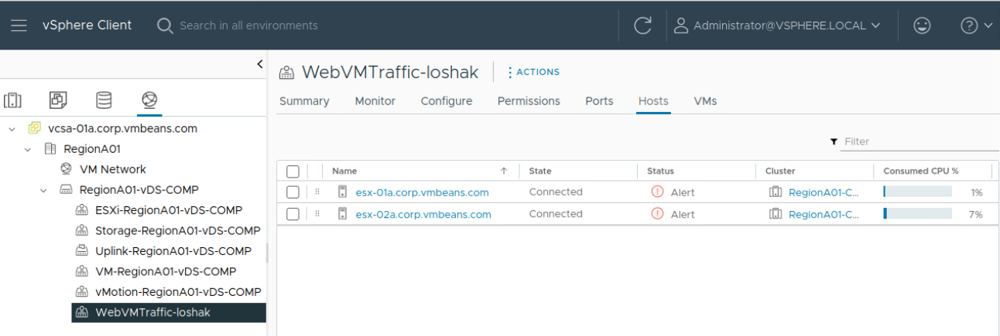 vSphere Client Search in all environments Administrator@VSPHERE.LOCAL
WebVMTraffic-loshak ACTIONS
Summary Monitor Configure Permissions Ports Hosts VMs
vcsa-01a.corp.vmbeans.com
RegionA01
VM Network
RegionA01-vDS-COMP
ESXi-RegionA01-vDS-COMP
Storage-RegionA01-vDS-COMP
Uplink-RegionA01-vDS-COMP
VM-RegionA01-vDS-COMP
vMotion-RegionA01-vDS-COMP
WebVMTraffic-loshak
Filter
Name State Status Cluster Consumed CPU %
esx-01a.corp.vmbeans.com Connected Alert RegionA01-C... 1%
esx-02a.corp.vmbeans.com Connected Alert RegionA01-C... 7%